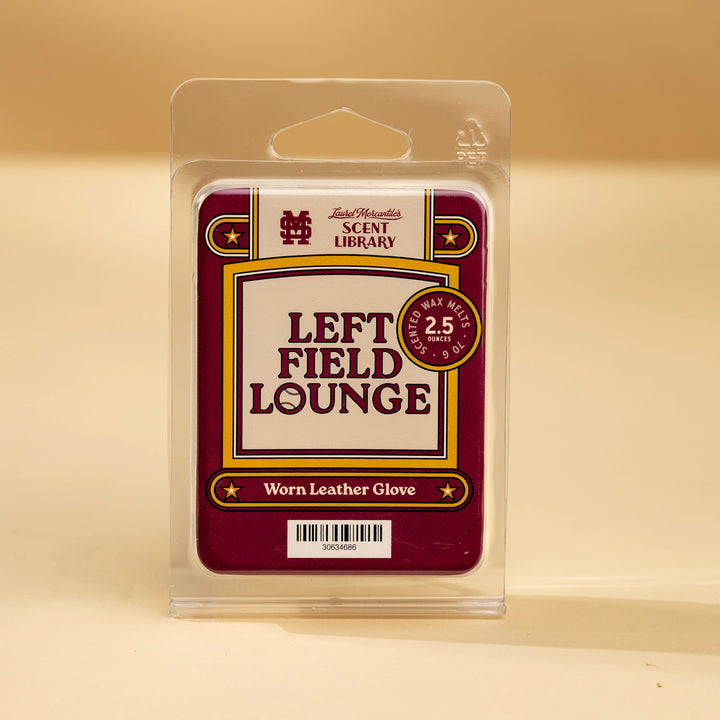 PET
MS
Laurel Mercantile's
SCENT
LIBRARY
SCENTED WAX MELTS · 70 G ·
2.5
OUNCES
LEFT
FIELD
LOUNGE
Worn Leather Glove
30634686